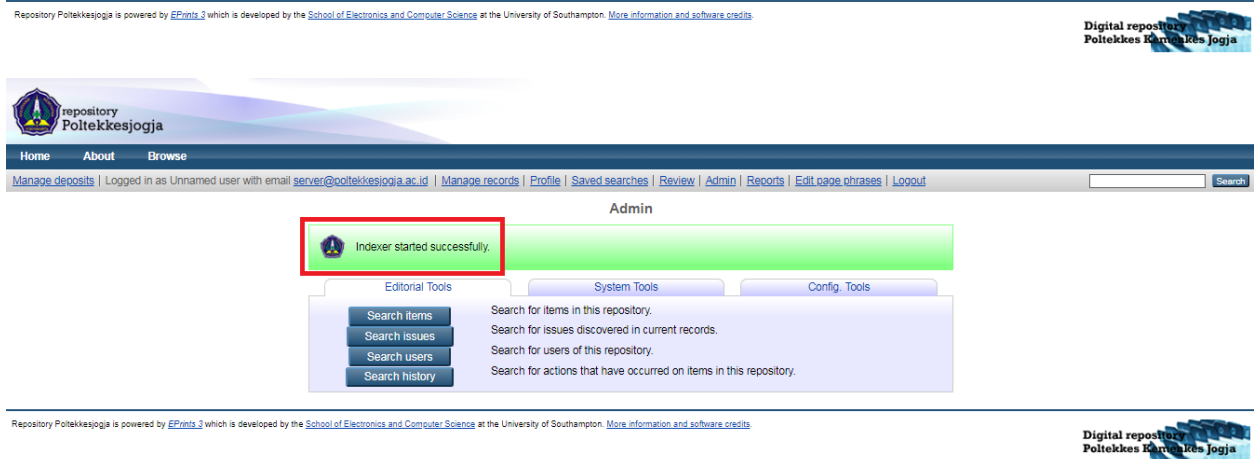 Repository Poltekkesjogja is powered by EPrints 3 which is developed by the School of Electronics and Computer Science at the University of Southampton. More information and software credits.
Digital repository
Poltekkes Kemenkes Jogja
repository
Poltekkesjogja
Home About Browse
Manage deposits | Logged in as Unnamed user with email server@poltekkesjogja.ac.id | Manage records | Profile | Saved searches | Review | Admin | Reports | Edit page phrases | Logout Search
Admin
Indexer started successfully.
Editorial Tools System Tools Config. Tools
Search items Search for items in this repository.
Search issues Search for issues discovered in current records.
Search users Search for users of this repository.
Search history Search for actions that have occurred on items in this repository.
Repository Poltekkesjogja is powered by EPrints 3 which is developed by the School of Electronics and Computer Science at the University of Southampton. More information and software credits.
Digital repository
Poltekkes Kemenkes Jogja